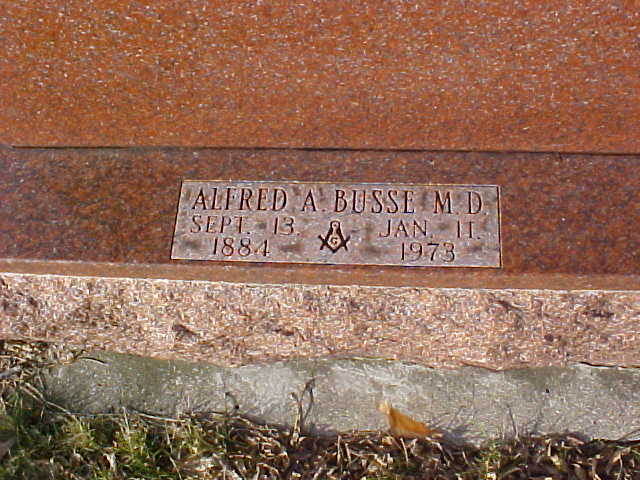 ALFRED A. BUSSE M.D.
SEPT. 13. G JAN. 11.
1884 1973